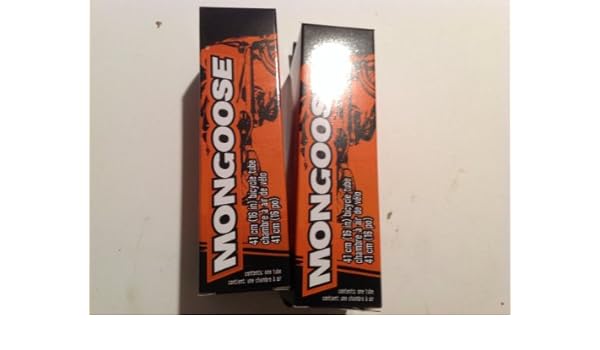 MONGOOSE
41 cm (16 in) bicycle tube
chambre à air de vélo
41 cm (16 po)
contents: one tube
contient: une chambre à air
MONGOOSE
41 cm (16 in) bicycle tube
chambre à air de vélo
41 cm (16 po)
contents: one tube
contient: une chambre à air